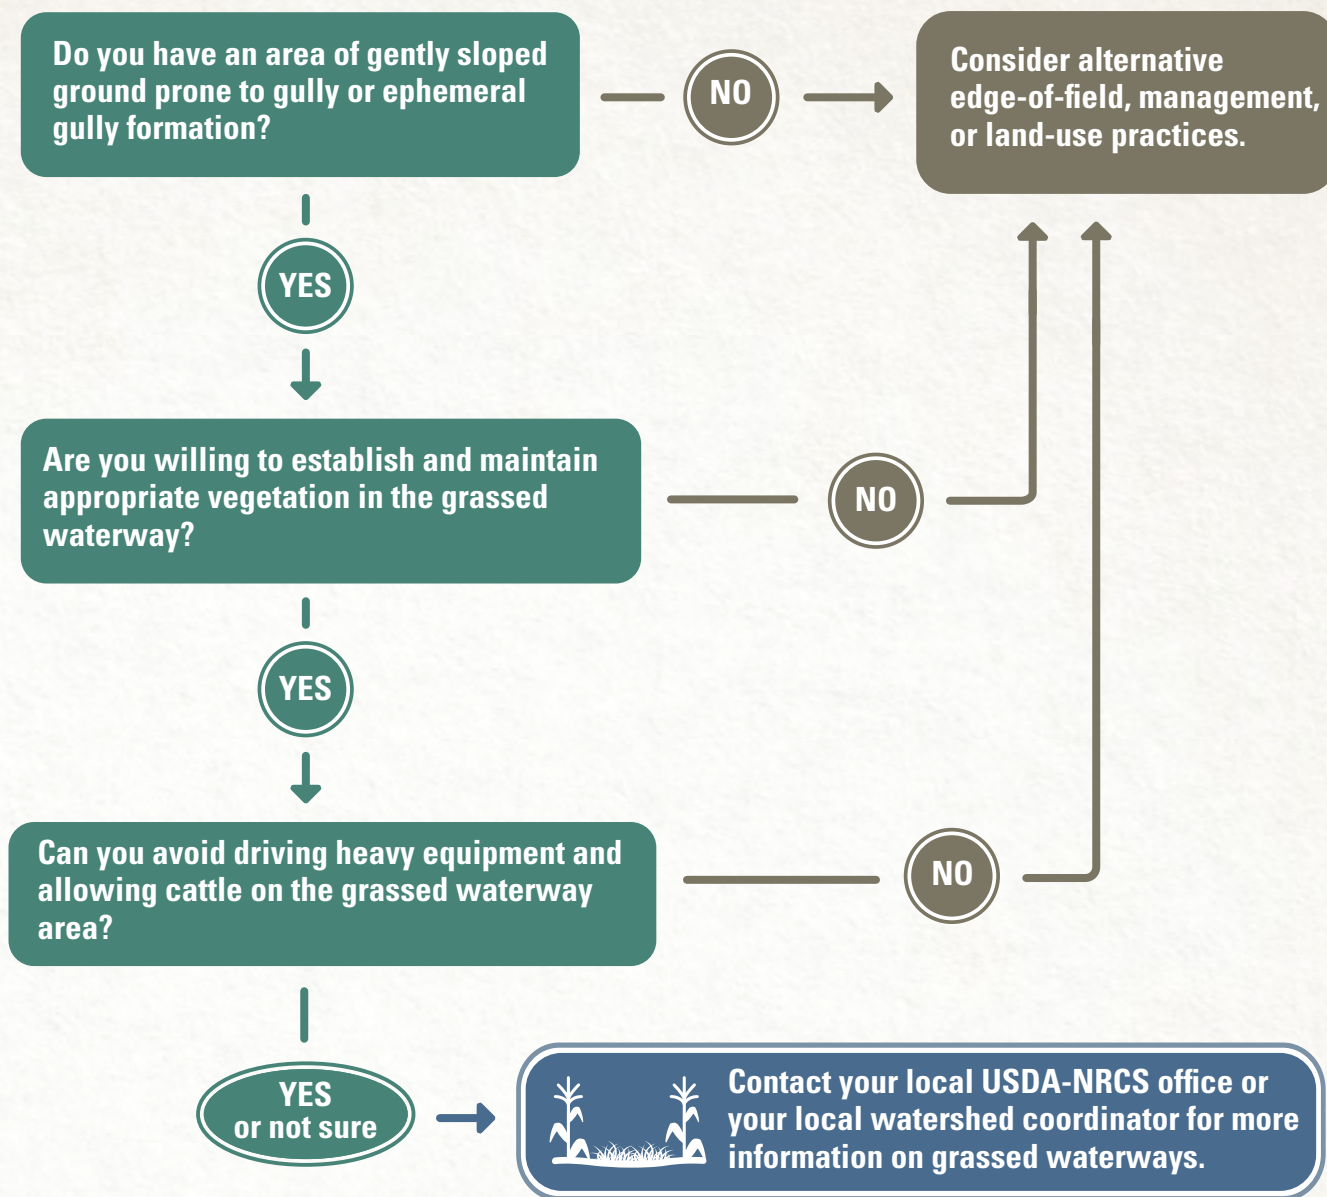 Do you have an area of gently sloped
ground prone to gully or ephemeral
gully formation?
NO
Consider alternative
edge-of-field, management,
or land-use practices.
YES
Are you willing to establish and maintain
appropriate vegetation in the grassed
waterway?
NO
YES
Can you avoid driving heavy equipment and
allowing cattle on the grassed waterway
area?
NO
YES
or not sure
Contact your local USDA-NRCS office or
your local watershed coordinator for more
information on grassed waterways.